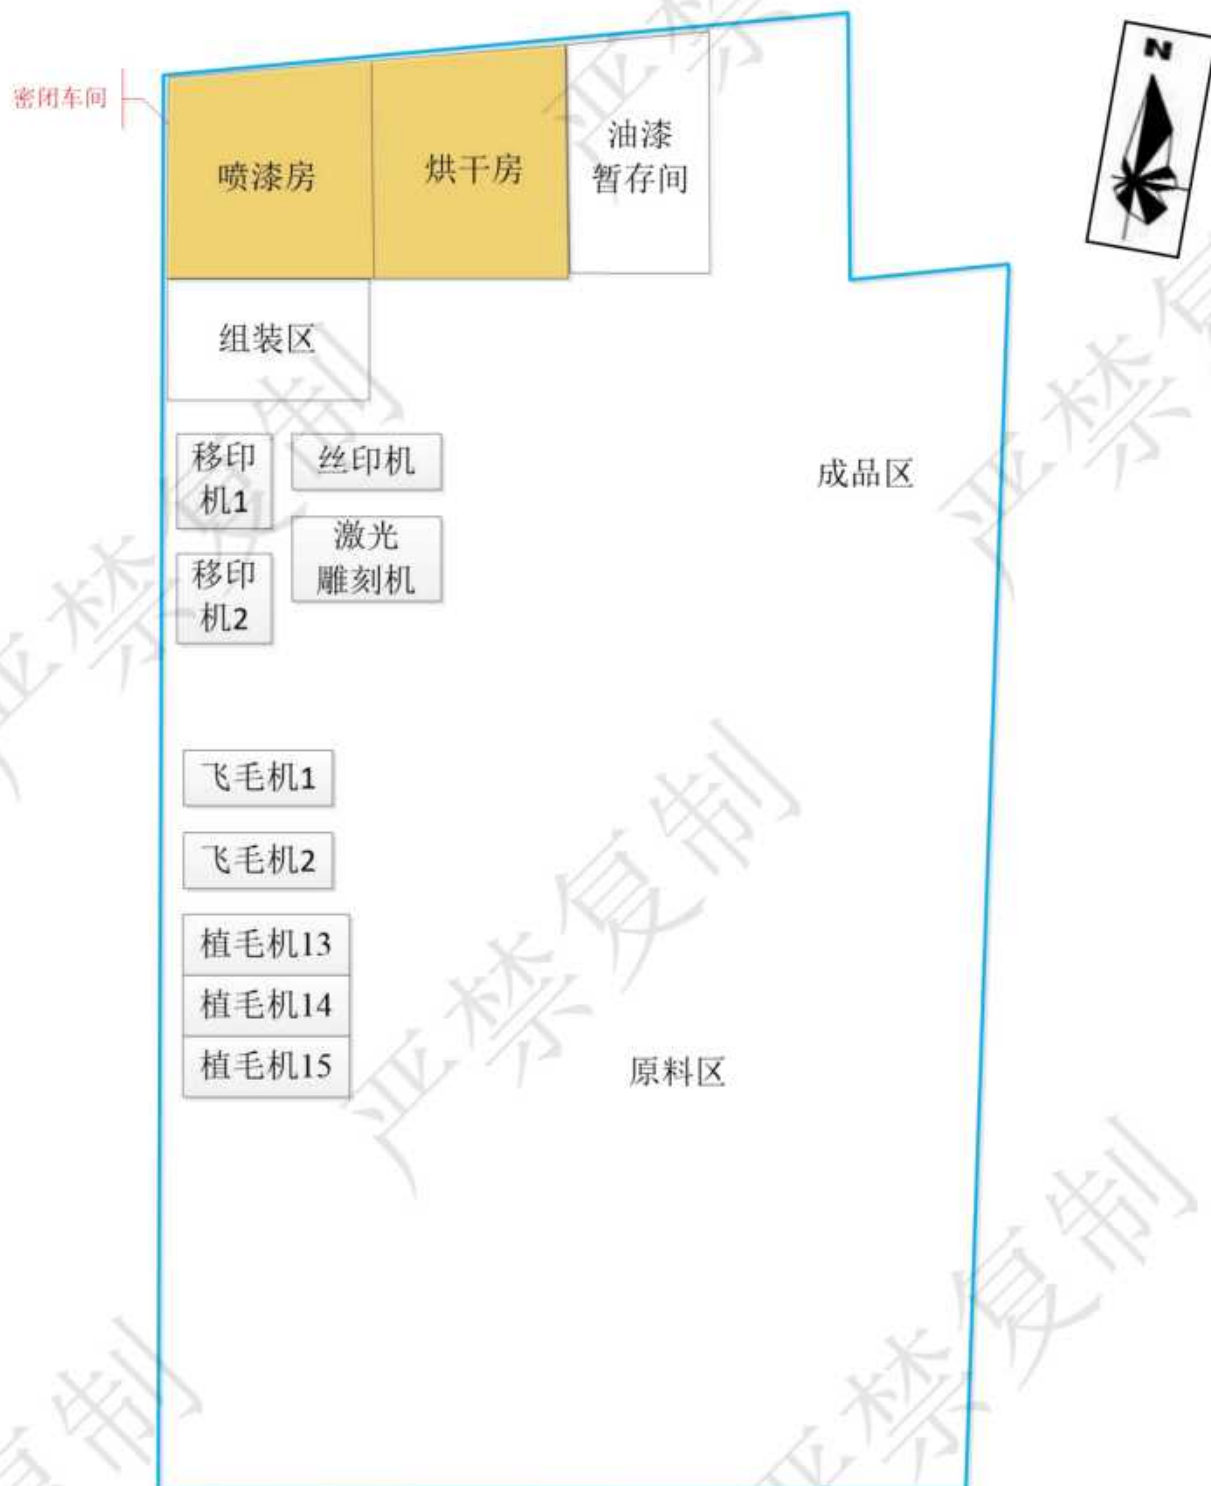 N
密闭车间
喷漆房
烘干房
油漆
暂存间
组装区
移印
机1
丝印机
激光
雕刻机
移印
机2
成品区
飞毛机1
飞毛机2
植毛机13
植毛机14
植毛机15
原料区
严禁复制
严禁复制
严禁复制
严禁复制
严禁
严禁复
复制